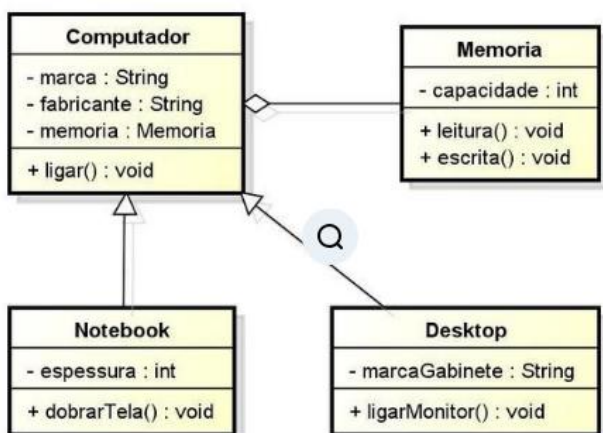 Computador
- marca : String
- fabricante : String
- memoria : Memoria
+ ligar() : void
Memoria
- capacidade : int
+ leitura() : void
+ escrita() : void
Notebook
- espessura : int
+ dobrarTela() : void
Desktop
- marcaGabinete : String
+ ligarMonitor() : void